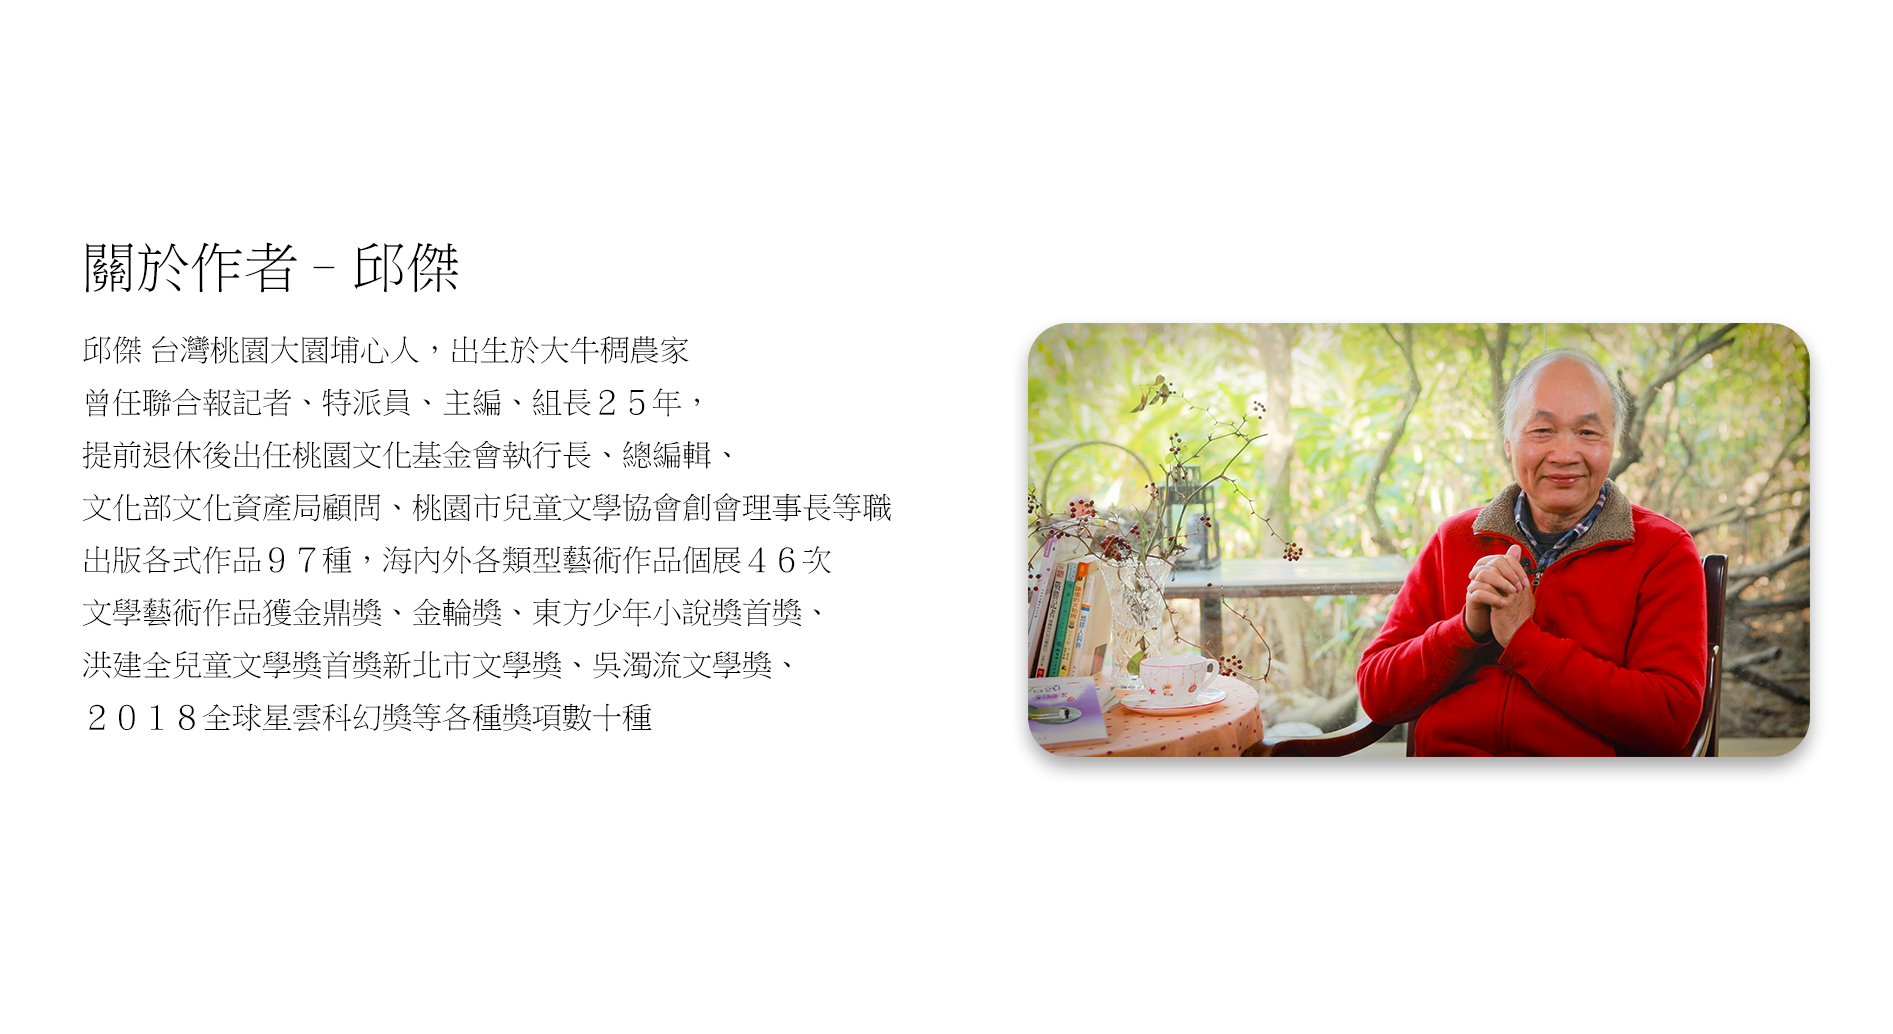 關於作者 – 邱傑
邱傑 台灣桃園大園埔心人，出生於大牛稠農家
曾任聯合報記者、特派員、主編、組長２５年，
提前退休後出任桃園文化基金會執行長、總編輯、
文化部文化資產局顧問、桃園市兒童文學協會創會理事長等職
出版各式作品９７種，海內外各類型藝術作品個展４６次
文學藝術作品獲金鼎獎、金輪獎、東方少年小說獎首獎、
洪建全兒童文學獎首獎新北市文學獎、吳濁流文學獎、
２０１８全球星雲科幻獎等各種獎項數十種